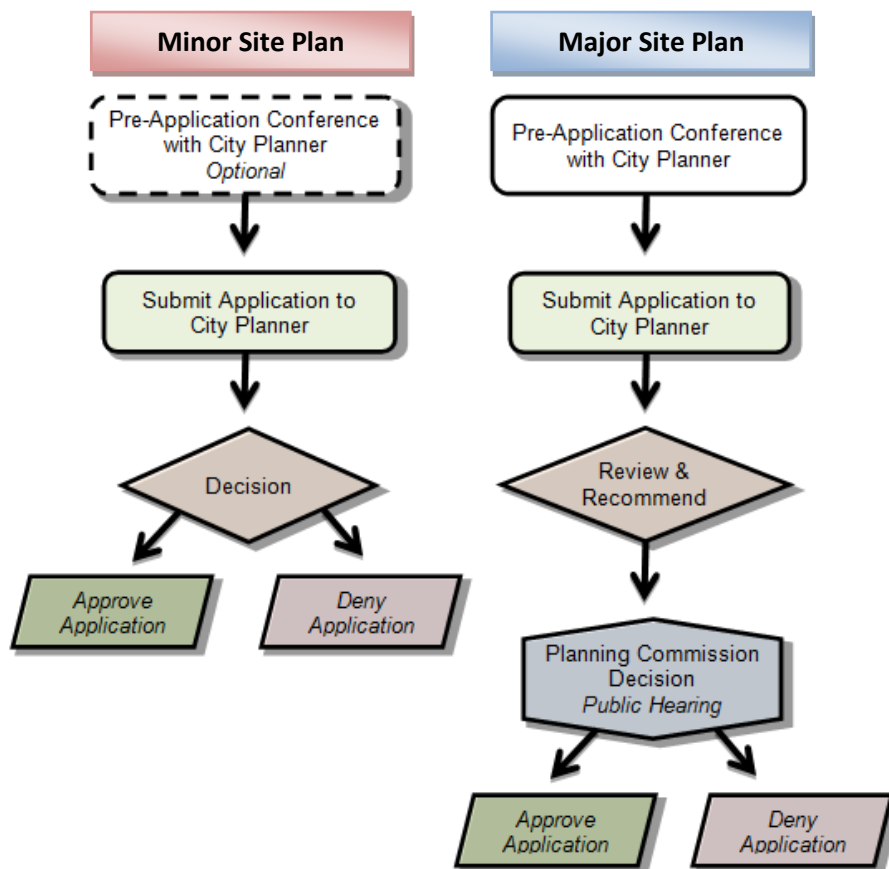 Minor Site Plan
Pre-Application Conference
with City Planner
Optional
Submit Application to
City Planner
Decision
Approve
Application
Deny
Application
Major Site Plan
Pre-Application Conference
with City Planner
Submit Application to
City Planner
Review &
Recommend
Planning Commission
Decision
Public Hearing
Approve
Application
Deny
Application